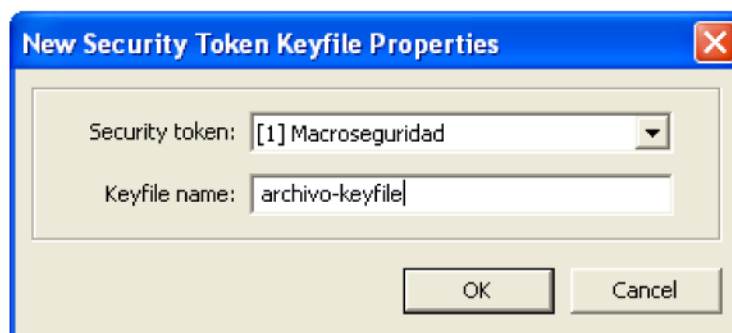 New Security Token Keyfile Properties
Security token: [1] Macroseguridad
Keyfile name: archivo-keyfile
OK Cancel